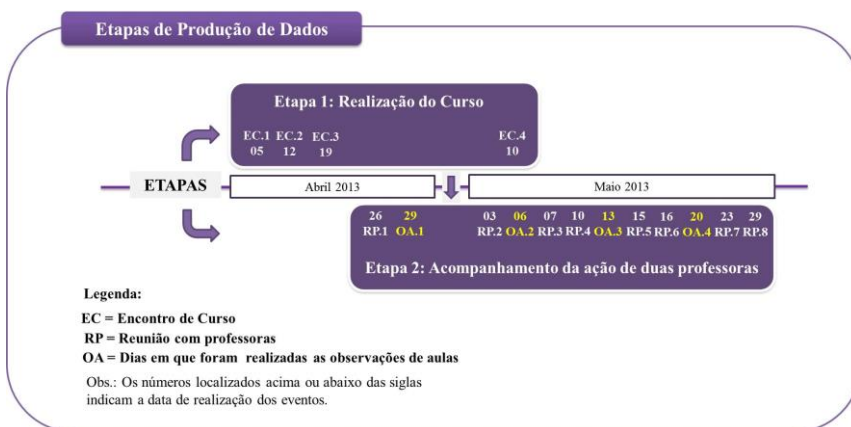 Etapas de Produção de Dados
Etapa 1: Realização do Curso
EC.1 EC.2 EC.3 EC.4
05 12 19 10
ETAPAS
Abril 2013
Maio 2013
26 29 03 06 07 10 13 15 16 20 23 29
RP.1 OA.1 RP.2 OA.2 RP.3 RP.4 OA.3 RP.5 RP.6 OA.4 RP.7 RP.8
Etapa 2: Acompanhamento da ação de duas professoras
Legenda:
EC = Encontro de Curso
RP = Reunião com professoras
OA = Dias em que foram realizadas as observações de aulas
Obs.: Os números localizados acima ou abaixo das siglas
indicam a data de realização dos eventos.